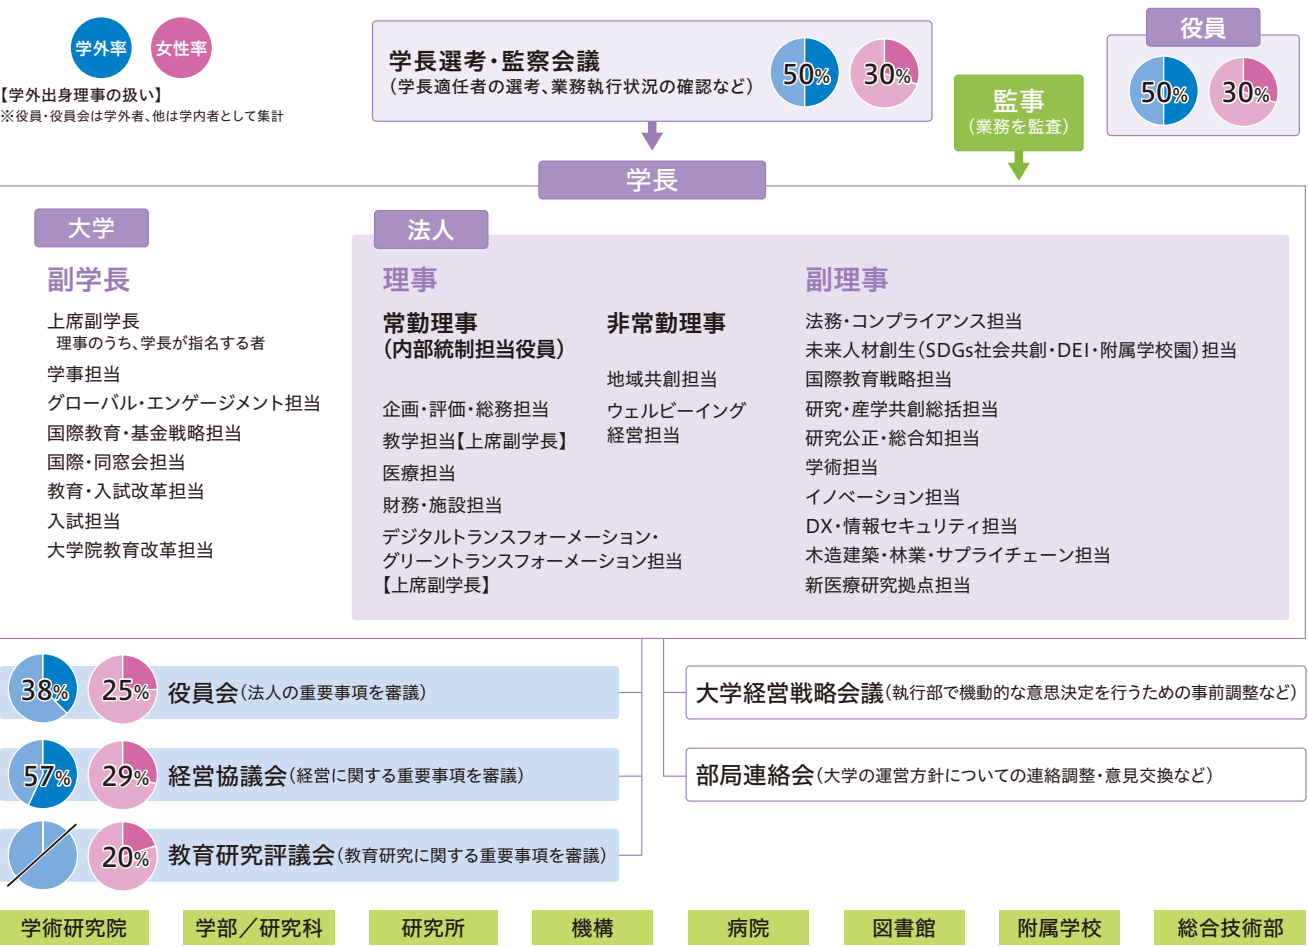 学外率
女性率
【学外出身理事の扱い】
※役員・役員会は学外者、他は学内者として集計
学長選考・監察会議
(学長適任者の選考、業務執行状況の確認など)
50%
30%
監事
(業務を監査)
役員
50%
30%
学長
大学
副学長
上席副学長
理事のうち、学長が指名する者
学事担当
グローバル・エンゲージメント担当
国際教育・基金戦略担当
国際・同窓会担当
教育・入試改革担当
入試担当
大学院教育改革担当
法人
理事
常勤理事
(内部統制担当役員)
企画・評価・総務担当
教学担当【上席副学長】
医療担当
財務・施設担当
デジタルトランスフォーメーション・
グリーントランスフォーメーション担当
【上席副学長】
非常勤理事
地域共創担当
ウェルビーイング
経営担当
副理事
法務・コンプライアンス担当
未来人材創生(SDGs社会共創・DEI・附属学校園)担当
国際教育戦略担当
研究・産学共創総括担当
研究公正・総合知担当
学術担当
イノベーション担当
DX・情報セキュリティ担当
木造建築・林業・サプライチェーン担当
新医療研究拠点担当
38%
25%
役員会(法人の重要事項を審議)
57%
29%
経営協議会(経営に関する重要事項を審議)
20%
教育研究評議会(教育研究に関する重要事項を審議)
大学経営戦略会議(執行部で機動的な意思決定を行うための事前調整など)
部局連絡会(大学の運営方針についての連絡調整・意見交換など)
学術研究院
学部/研究科
研究所
機構
病院
図書館
附属学校
総合技術部